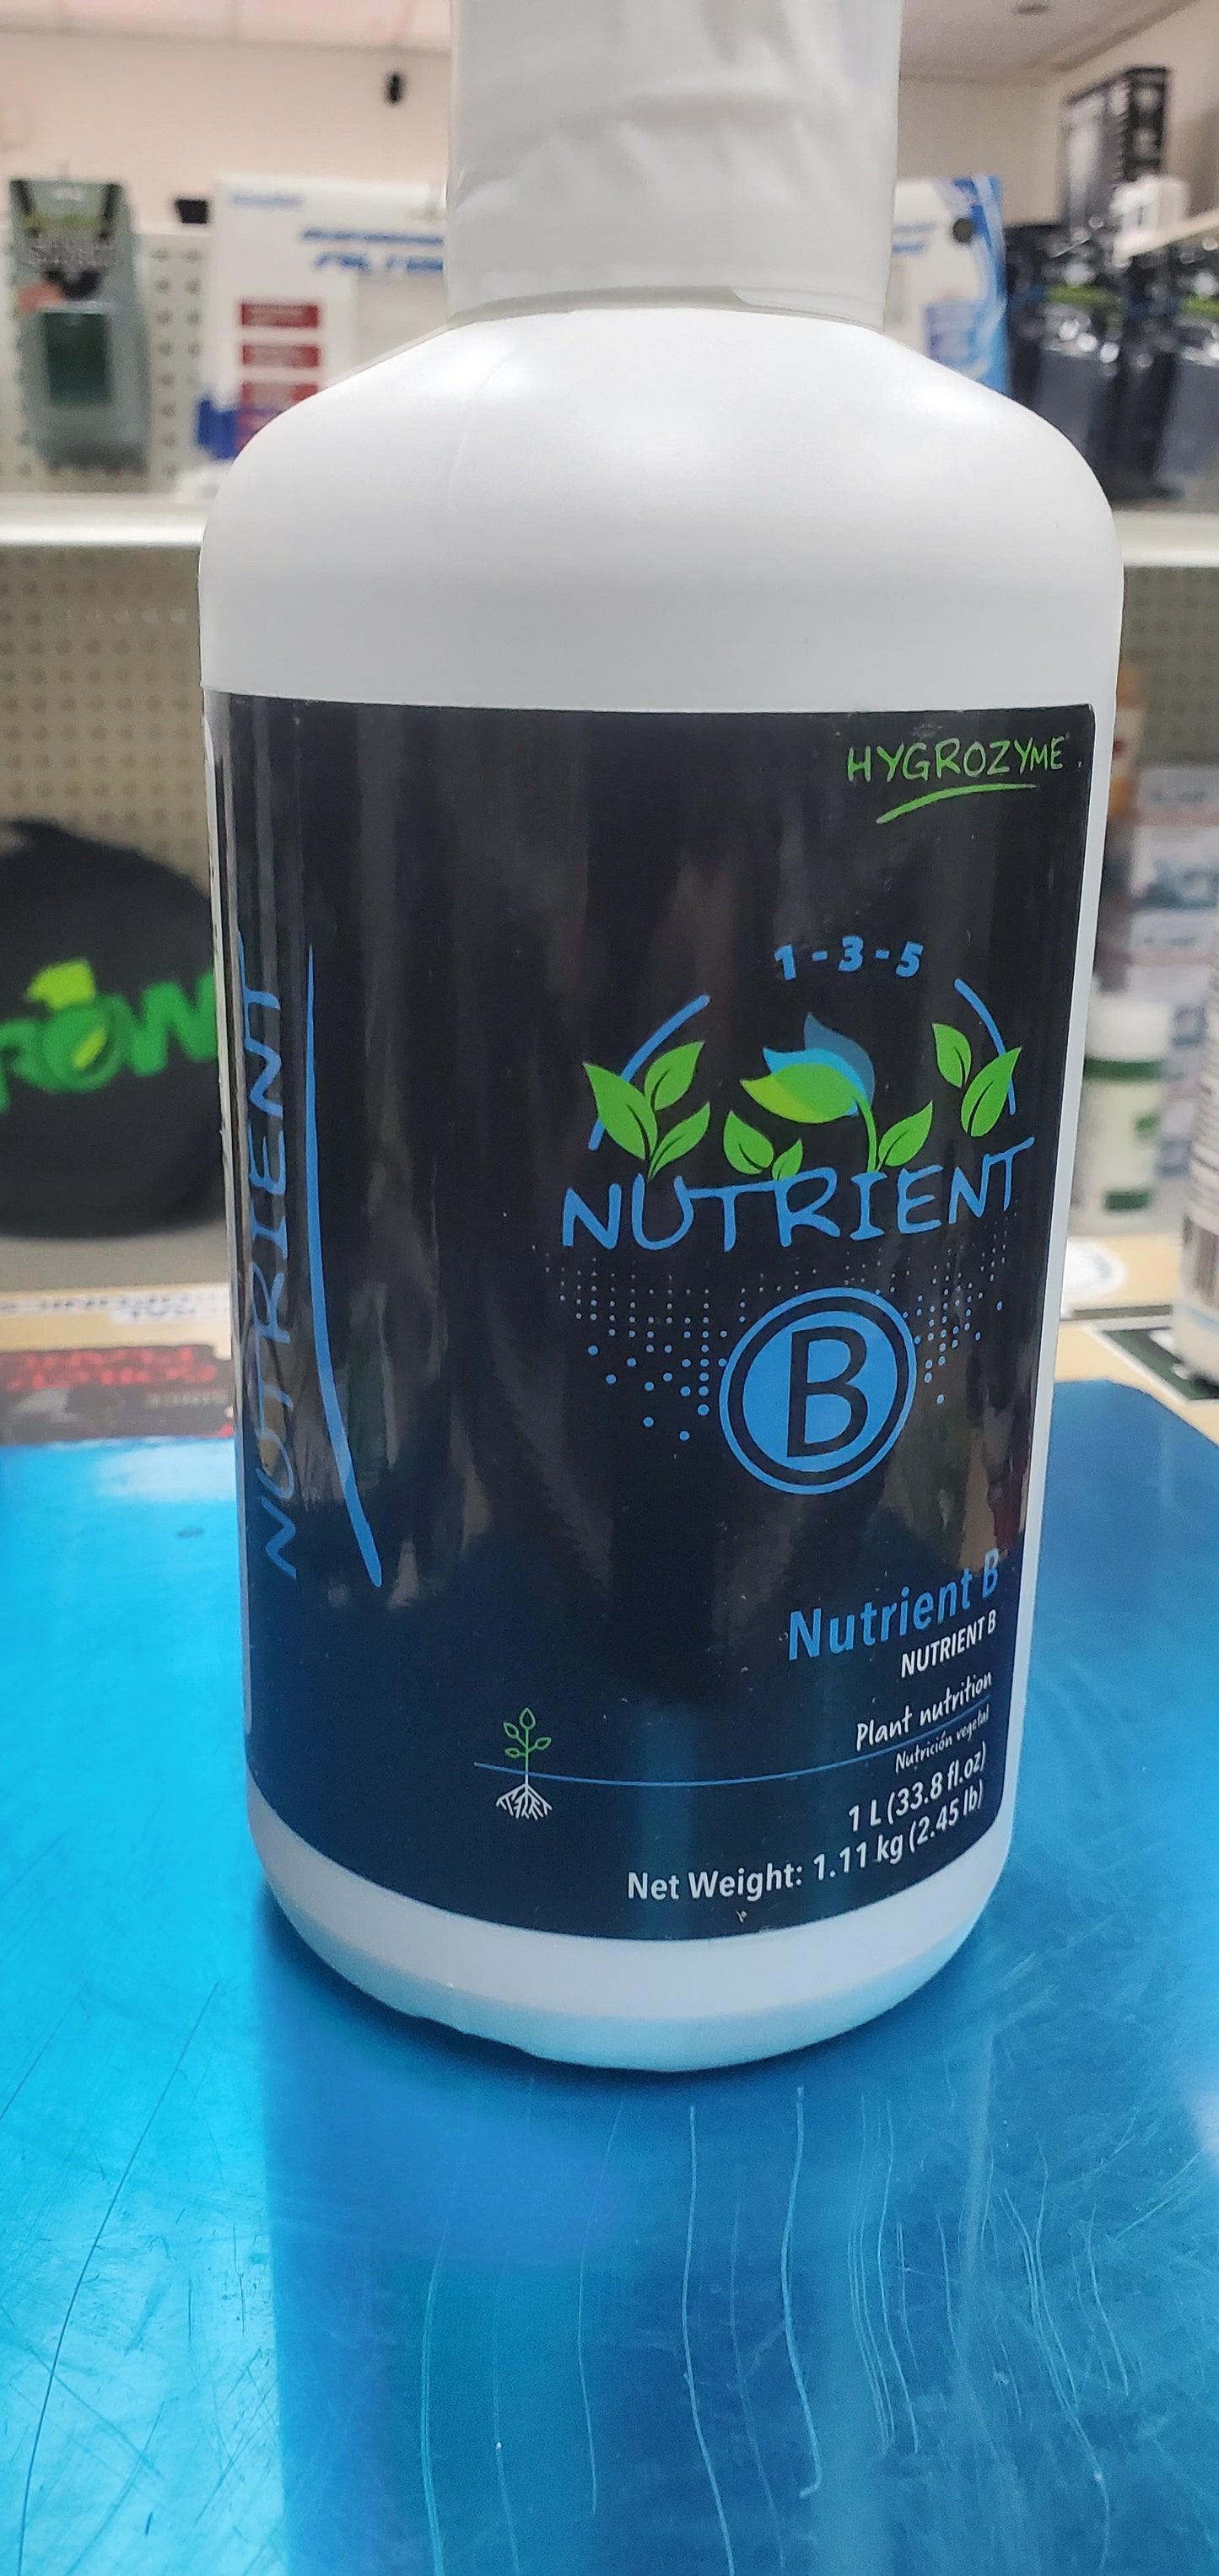 HYGROZYME
1-3-5
NUTRIENT
B
NUTRIENT
Nutrient B
NUTRIENT B
Plant nutrition
Nutrición vegetal
1 L (33.8 fl.oz)
Net Weight: 1.11 kg (2.45 lb)
ROW